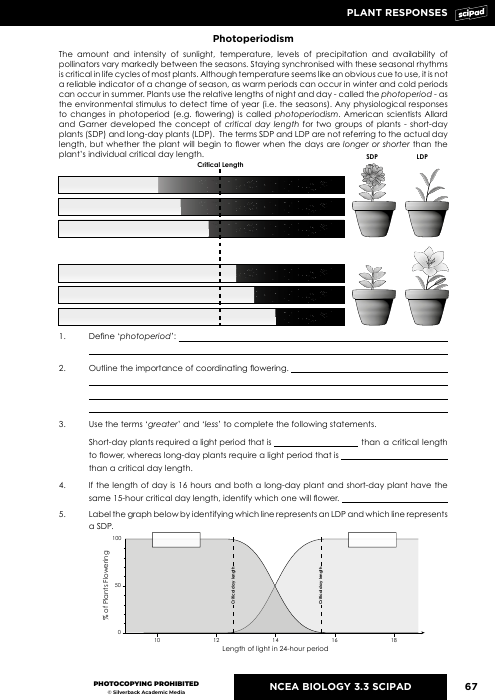 PLANT RESPONSES scipad
Photoperiodism
The amount and intensity of sunlight, temperature, levels of precipitation and availability of
pollinators vary markedly between the seasons. Staying synchronised with these seasonal rhythms
is critical in life cycles of most plants. Although temperature seems like an obvious cue to use, it is not
a reliable indicator of a change of season, as warm periods can occur in winter and cold periods
can occur in summer. Plants use the relative lengths of night and day - called the photoperiod - as
the environmental stimulus to detect time of year (i.e. the seasons). Any physiological responses
to changes in photoperiod (e.g. flowering) is called photoperiodism. American scientists Allard
and Garner developed the concept of critical day length for two groups of plants - short-day
plants (SDP) and long-day plants (LDP). The terms SDP and LDP are not referring to the actual day
length, but whether the plant will begin to flower when the days are longer or shorter than the
plant's individual critical day length.
SDP LDP
Critical Length
1. Define 'photoperiod':
2. Outline the importance of coordinating flowering.
3. Use the terms 'greater' and 'less' to complete the following statements.
Short-day plants required a light period that is than a critical length
to flower, whereas long-day plants require a light period that is
than a critical day length.
4. If the length of day is 16 hours and both a long-day plant and short-day plant have the
same 15-hour critical day length, identify which one will flower.
5. Label the graph below by identifying which line represents an LDP and which line represents
a SDP.
100
50
0
% of Plants Flowering
Critical day length
Critical day length
10 12 14 16 18
Length of light in 24-hour period
PHOTOCOPYING PROHIBITED
© Silverback Academic Media
NCEA BIOLOGY 3.3 SCIPAD
67